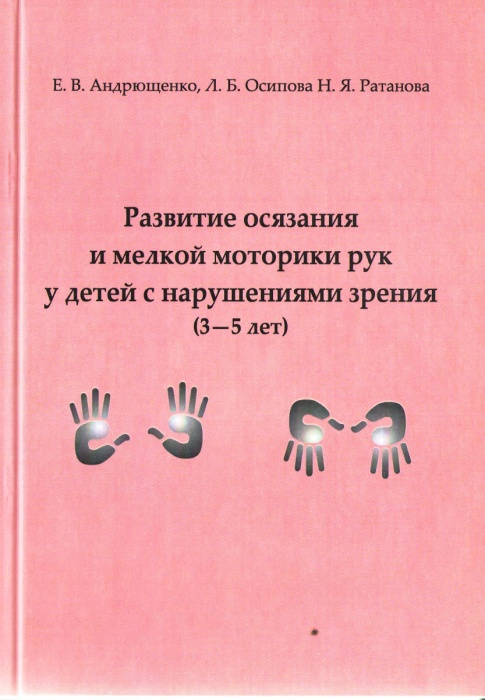 Е. В. Андрющенко, Л. Б. Осипова Н. Я. Ратанова
Развитие осязания
и мелкой моторики рук
у детей с нарушениями зрения
(3—5 лет)